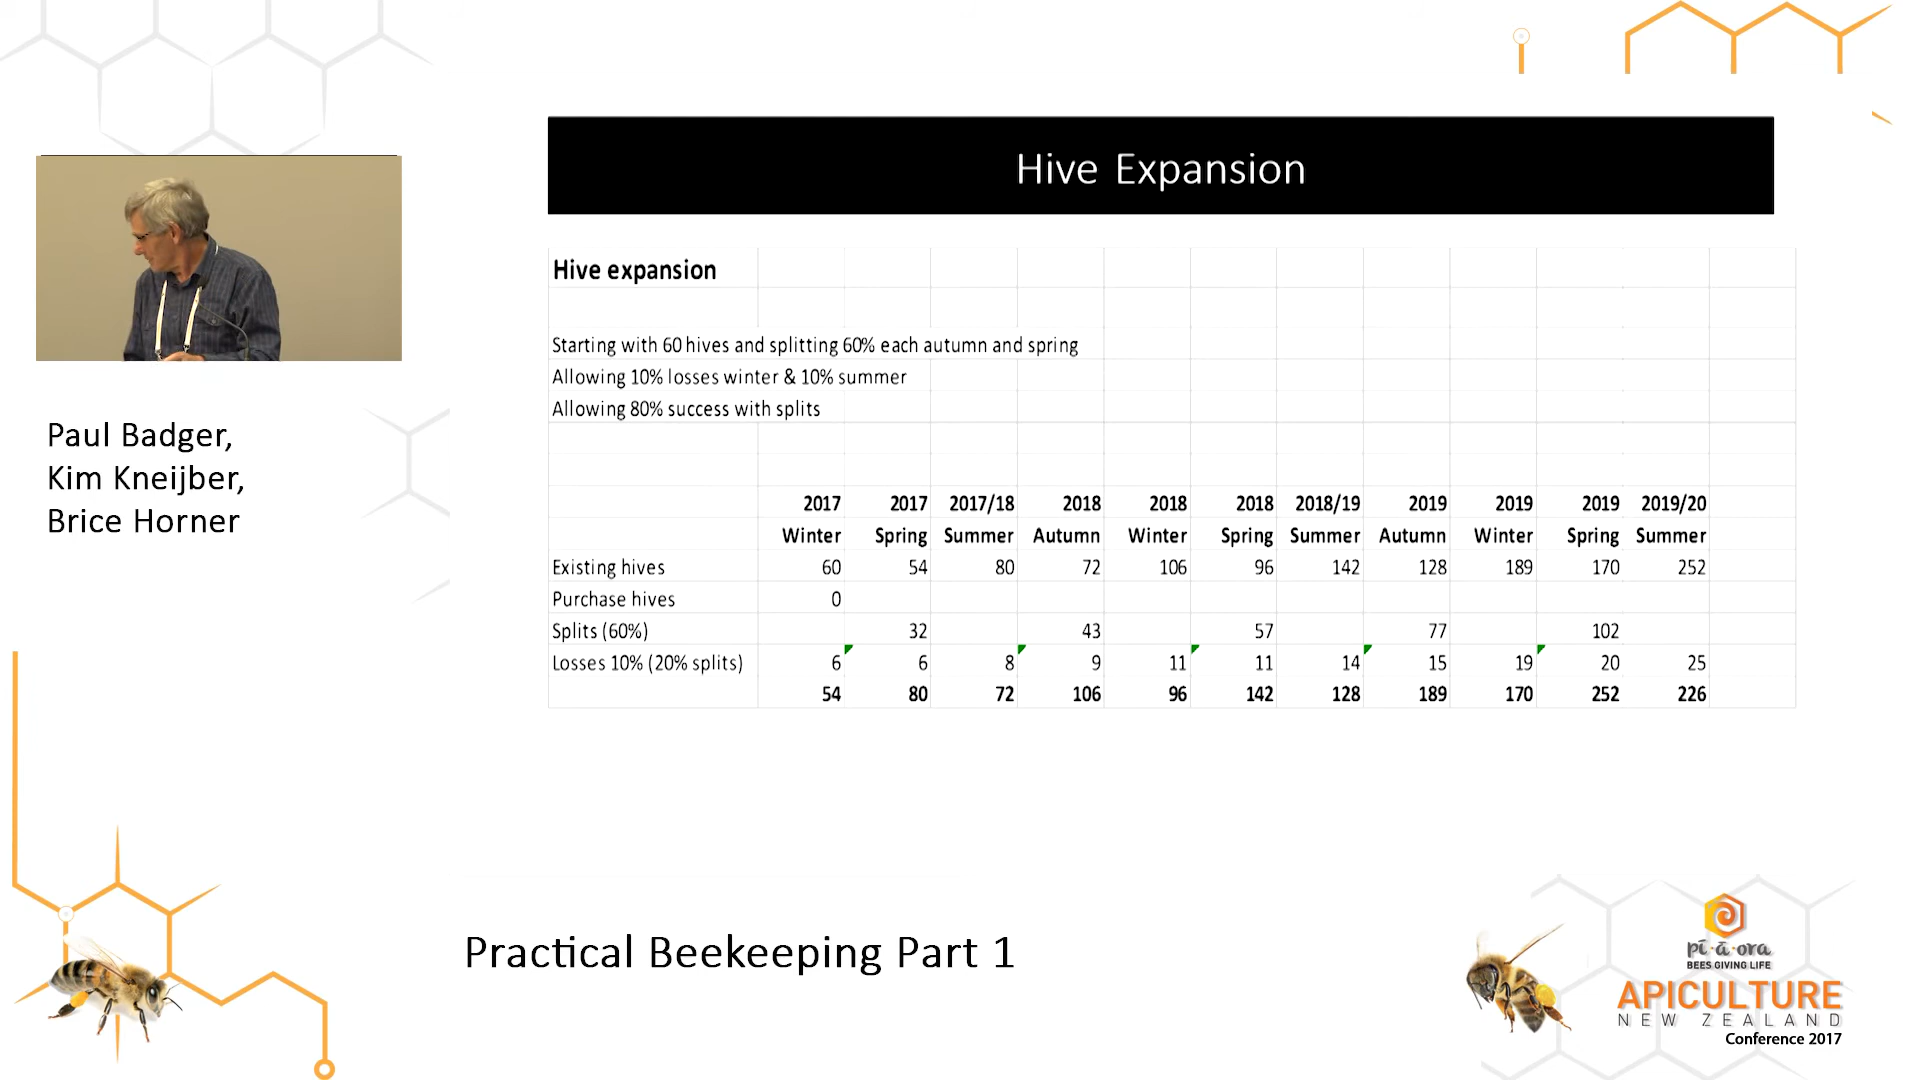 Hive Expansion
Paul Badger,
Kim Kneijber,
Brice Horner
Hive expansion
Starting with 60 hives and splitting 60% each autumn and spring
Allowing 10% losses winter & 10% summer
Allowing 80% success with splits
2017 2017 2017/18 2018 2018 2018 2018/19 2019 2019 2019 2019/20
Winter Spring Summer Autumn Winter Spring Summer Autumn Winter Spring Summer
Existing hives 60 54 80 72 106 96 142 128 189 170 252
Purchase hives 0
Splits (60%) 32 43 57 77 102
Losses 10% (20% splits) 6 6 8 9 11 11 14 15 19 20 25
54 80 72 106 96 142 128 189 170 252 226
Practical Beekeeping Part 1
pī·ā·ora
BEES GIVING LIFE
APICULTURE
NEW ZEALAND
Conference 2017